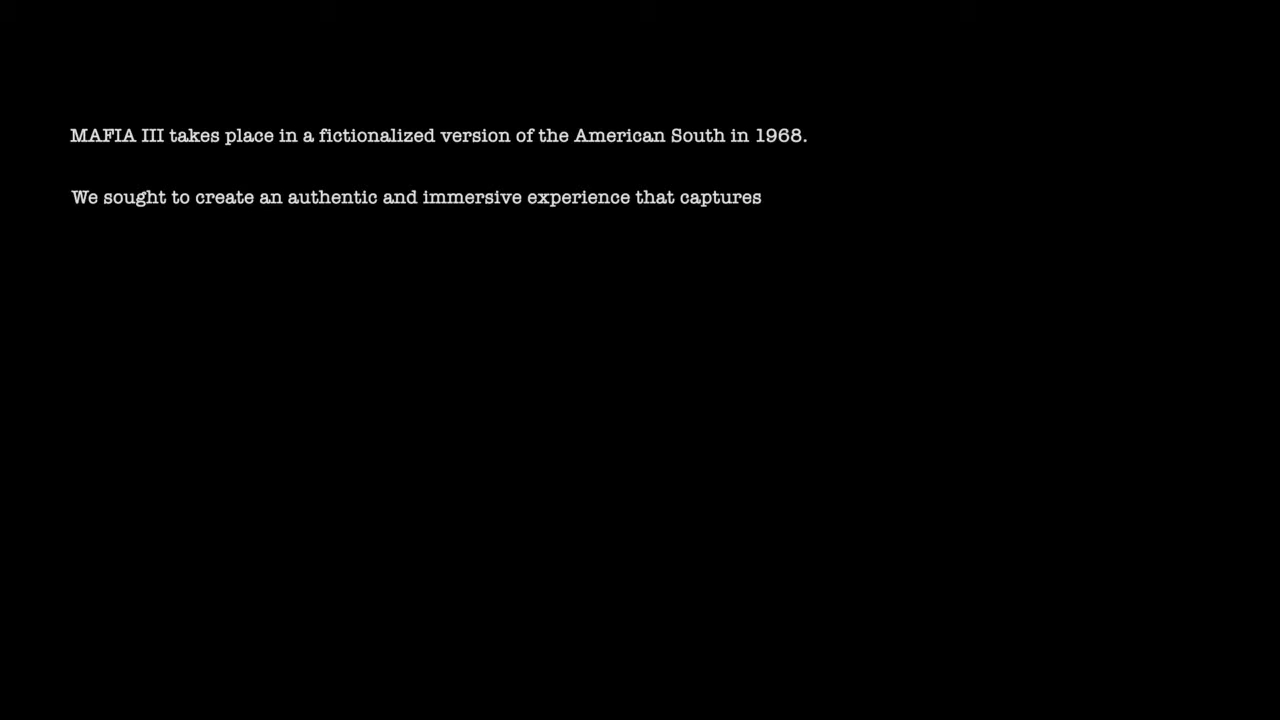 MAFIA III takes place in a fictionalized version of the American South in 1968.
We sought to create an authentic and immersive experience that captures